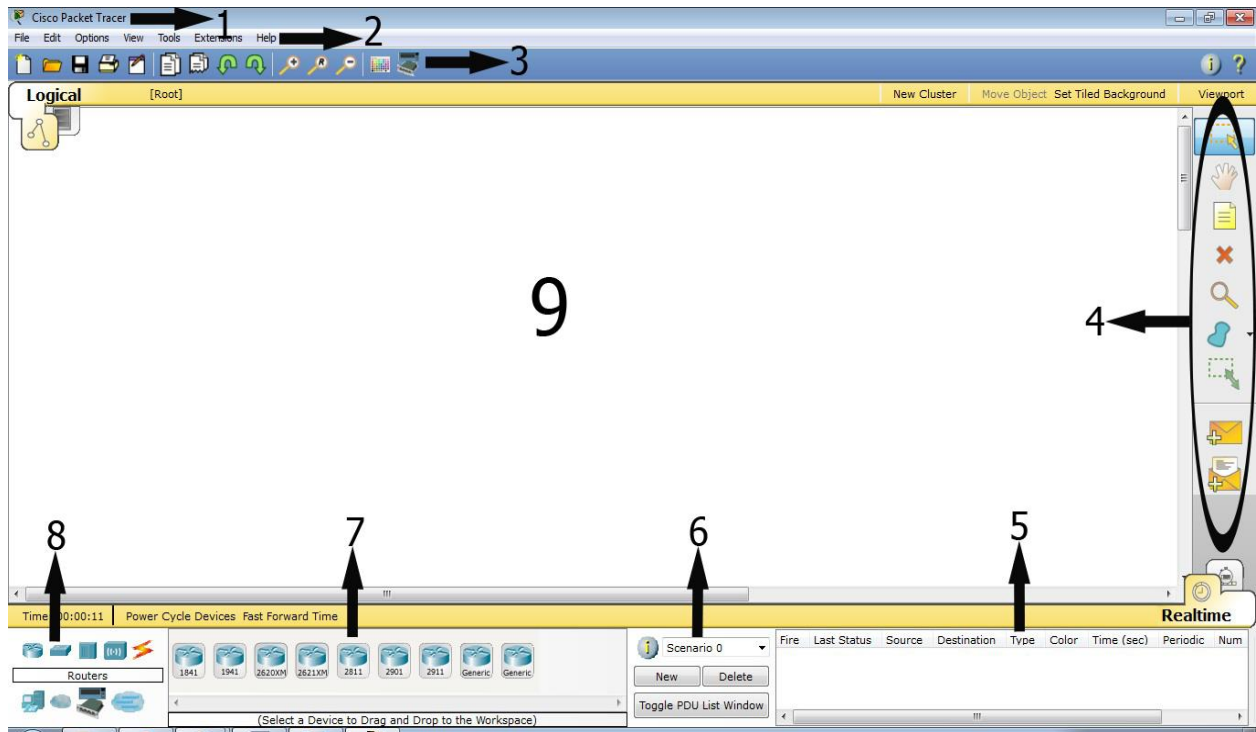 Cisco Packet Tracer 1
File Edit Options View Tools Extensions Help 2
3
Logical [Root] New Cluster Move Object Set Tiled Background Viewport
9
4
8 7 6 5
Time: 00:00:11 Power Cycle Devices Fast Forward Time Realtime
Routers
1841 1941 2620XM 2621XM 2811 2901 2911 Generic Generic
(Select a Device to Drag and Drop to the Workspace)
Scenario 0
New Delete
Toggle PDU List Window
Fire Last Status Source Destination Type Color Time (sec) Periodic Num